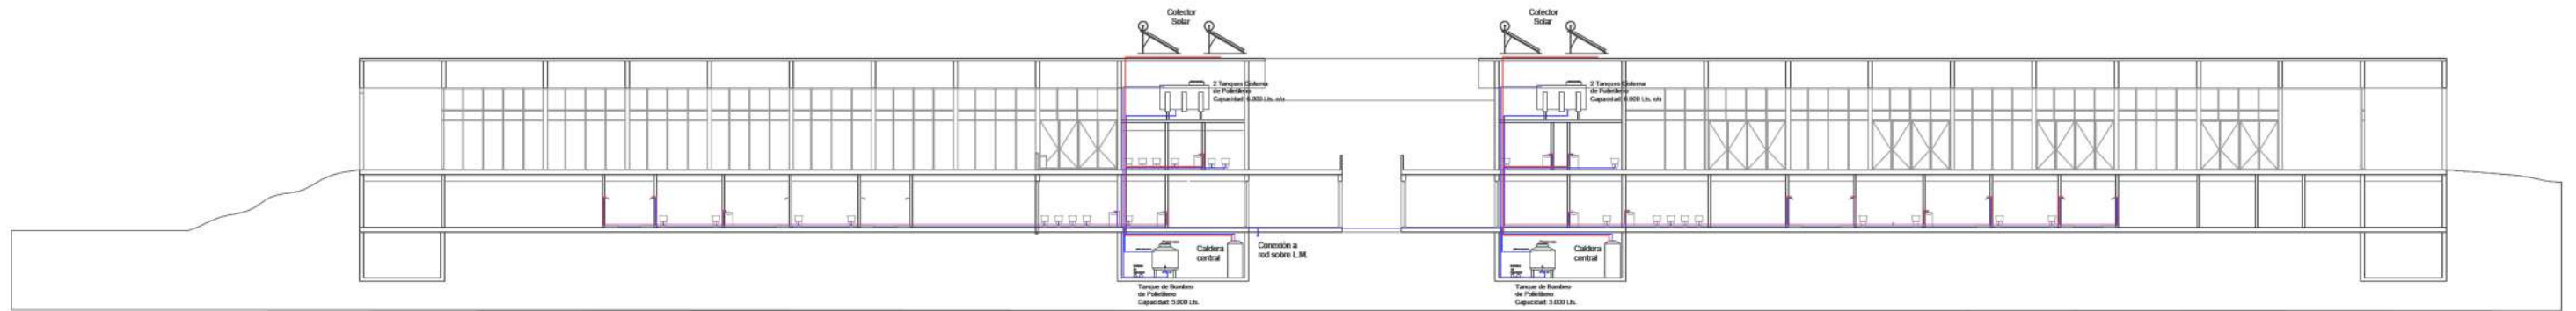 Colector
Solar
Colector
Solar
2 Tanques Cisterna
de Polietileno
Capacidad: 6.000 Lts. c/u
2 Tanques Cisterna
de Polietileno
Capacidad: 6.000 Lts. c/u
Caldera
central
Conexión a
red sobre L.M.
Caldera
central
Tanque de Bombeo
de Polietileno
Capacidad: 5.000 Lts.
Tanque de Bombeo
de Polietileno
Capacidad: 5.000 Lts.